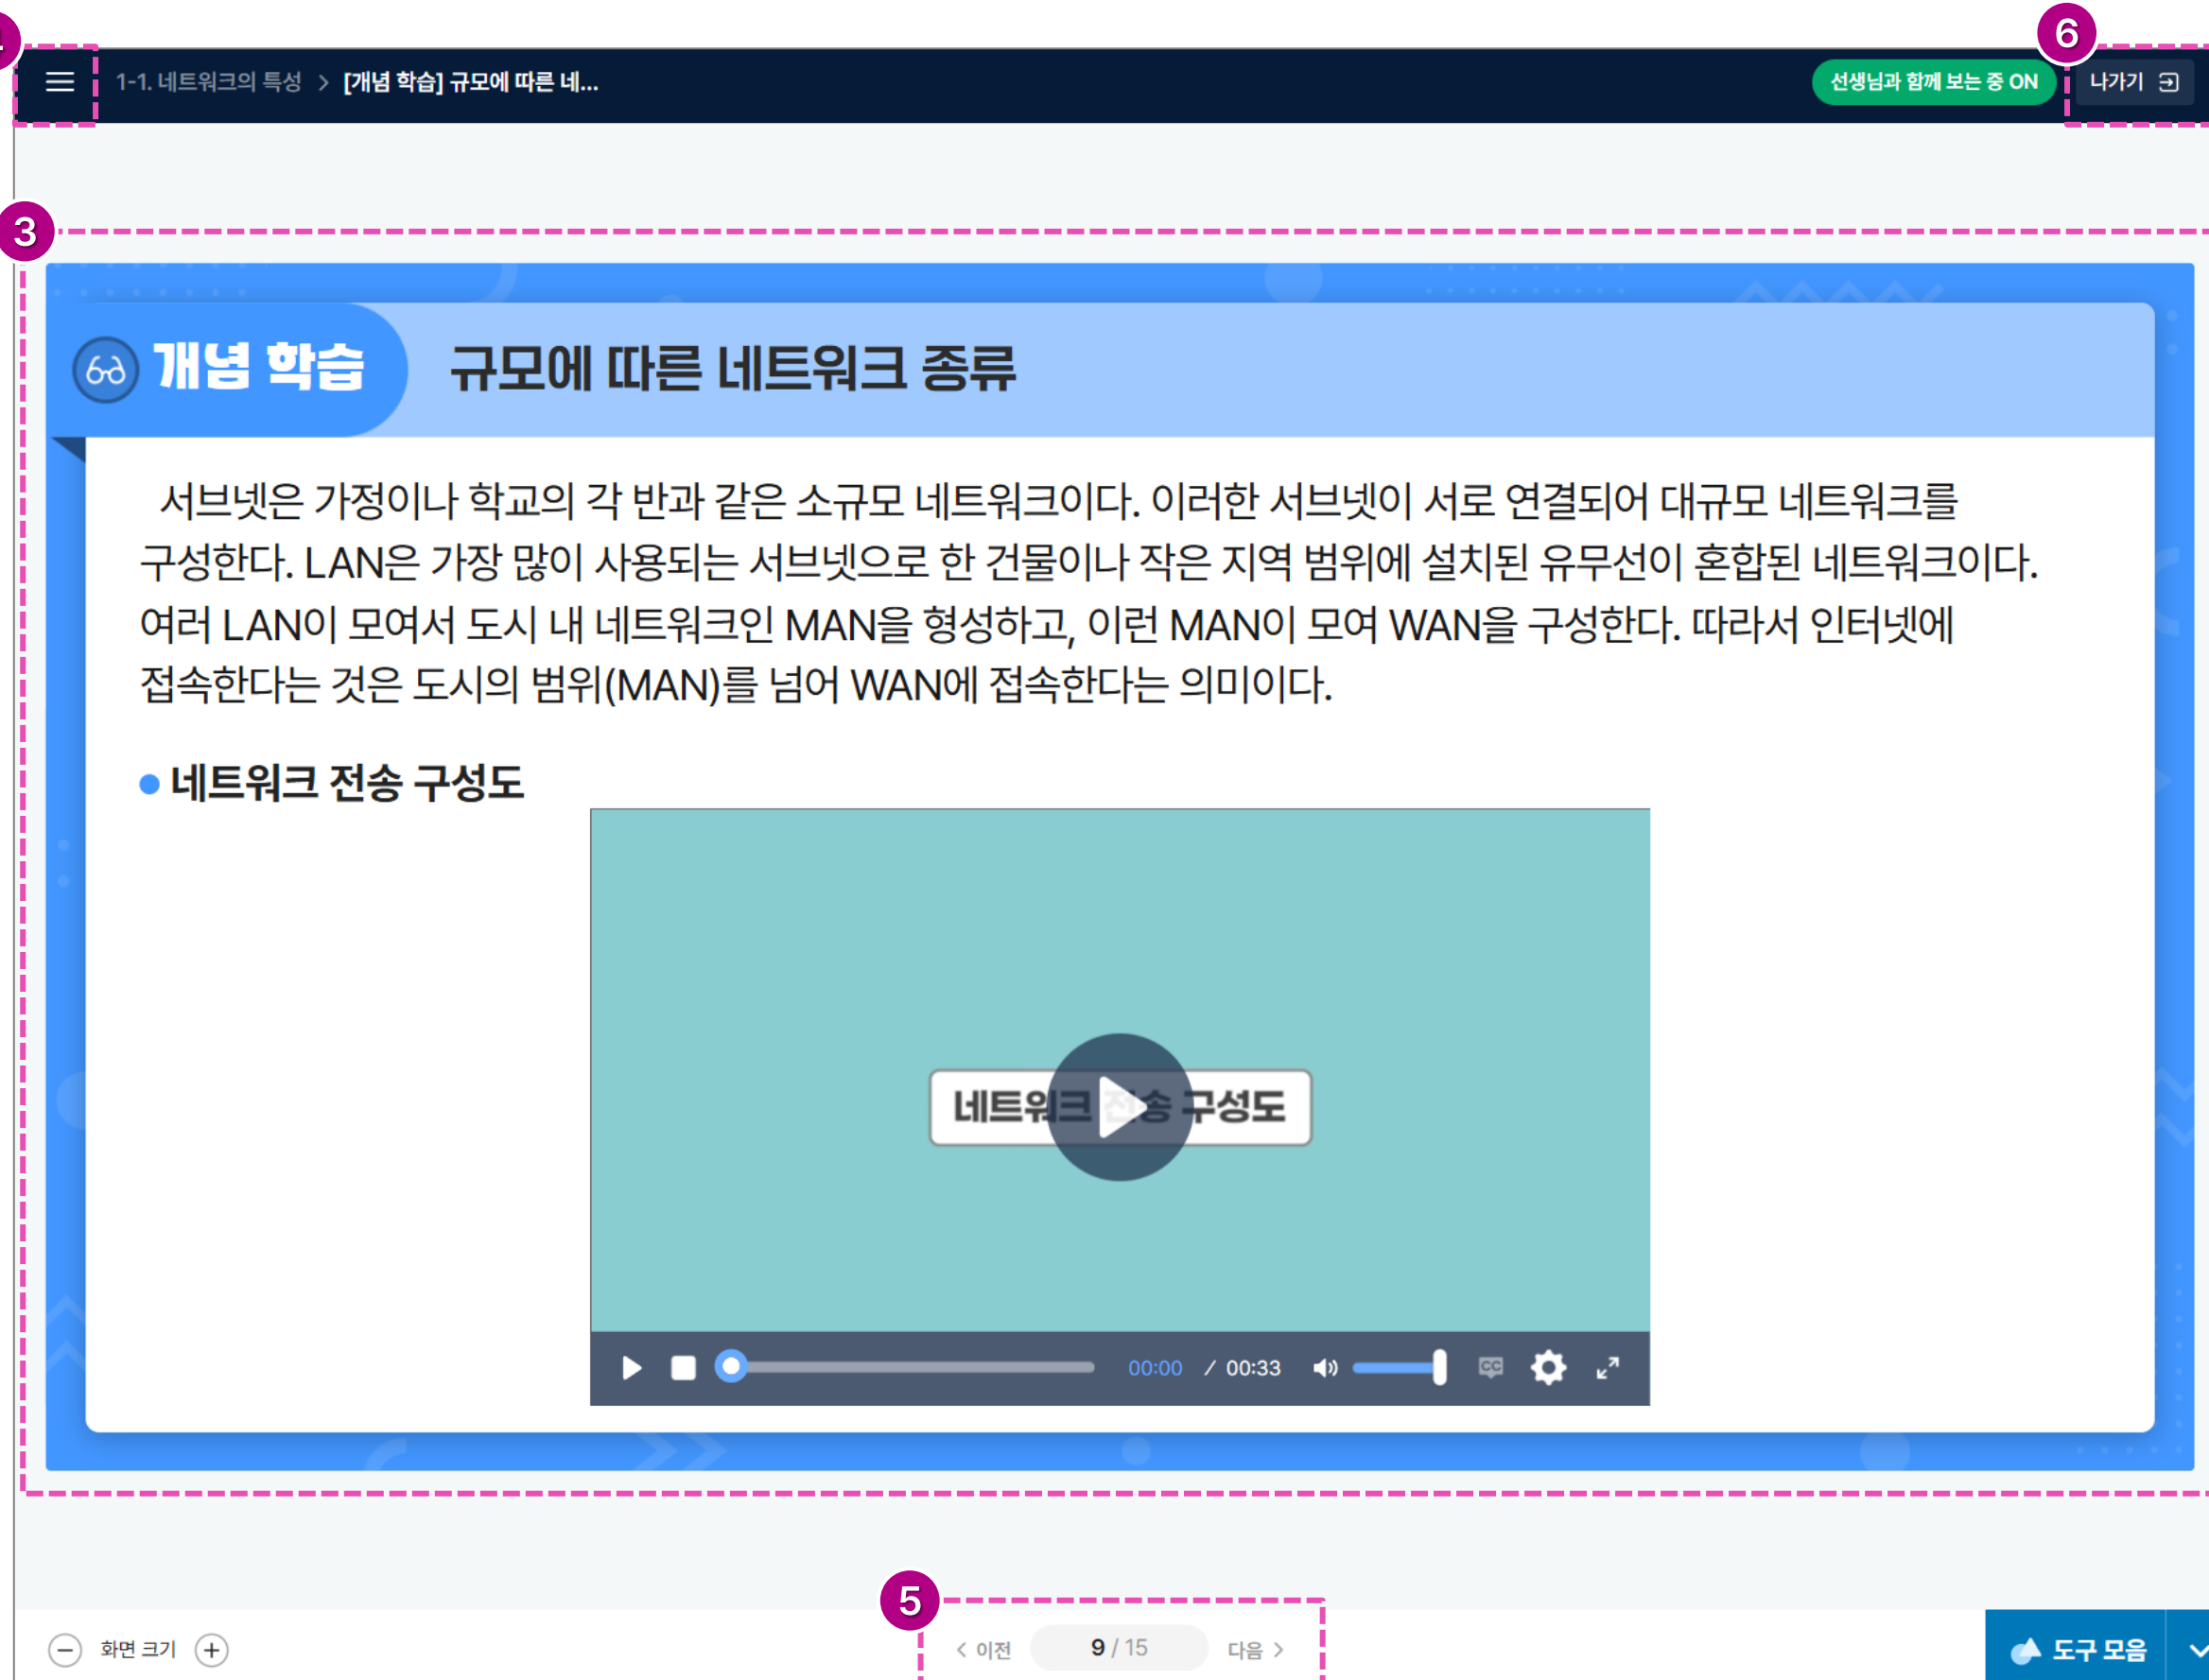 6
1-1. 네트워크의 특성 > [개념 학습] 규모에 따른 네...
선생님과 함께 보는 중 ON
나가기
3
개념 학습
규모에 따른 네트워크 종류
서브넷은 가정이나 학교의 각 반과 같은 소규모 네트워크이다. 이러한 서브넷이 서로 연결되어 대규모 네트워크를
구성한다. LAN은 가장 많이 사용되는 서브넷으로 한 건물이나 작은 지역 범위에 설치된 유무선이 혼합된 네트워크이다.
여러 LAN이 모여서 도시 내 네트워크인 MAN을 형성하고, 이런 MAN이 모여 WAN을 구성한다. 따라서 인터넷에
접속한다는 것은 도시의 범위(MAN)를 넘어 WAN에 접속한다는 의미이다.
네트워크 전송 구성도
네트워크 전송 구성도
00:00 / 00:33
CC
5
화면 크기
< 이전
9 / 15
다음 >
도구 모음